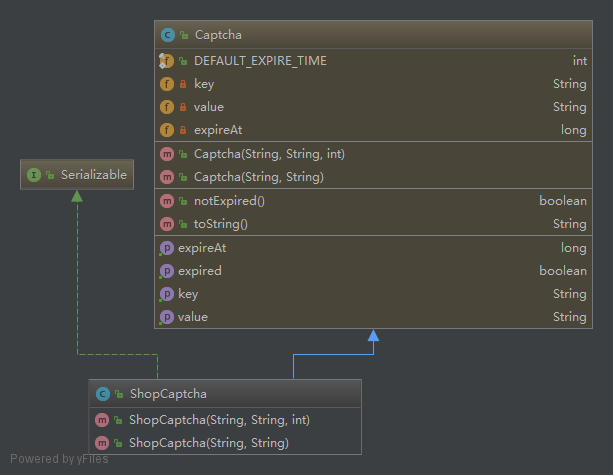 Captcha
DEFAULT_EXPIRE_TIME int
key String
value String
expireAt long
Captcha(String, String, int)
Captcha(String, String)
notExpired() boolean
toString() String
expireAt long
expired boolean
key String
value String
Serializable
ShopCaptcha
ShopCaptcha(String, String, int)
ShopCaptcha(String, String)
Powered by yFiles